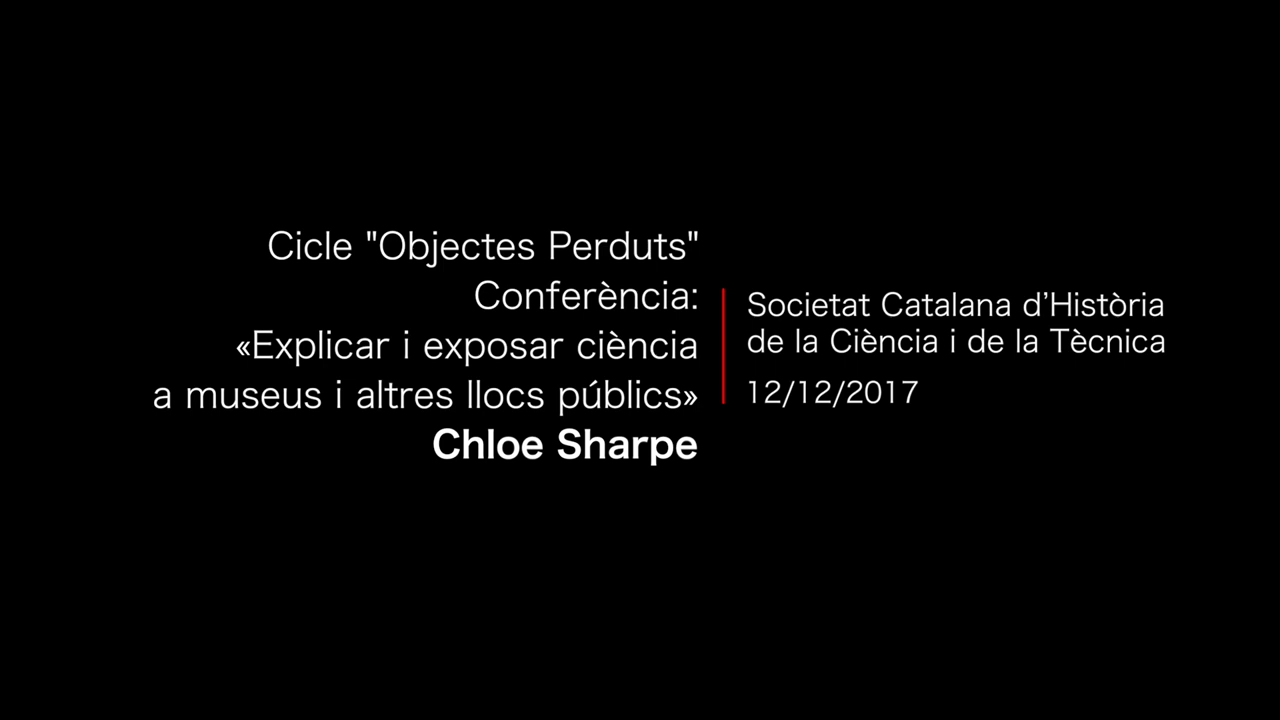 Cicle "Objectes Perduts"
Conferència:
«Explicar i exposar ciència
a museus i altres llocs públics»
Chloe Sharpe
Societat Catalana d’Història
de la Ciència i de la Tècnica
12/12/2017